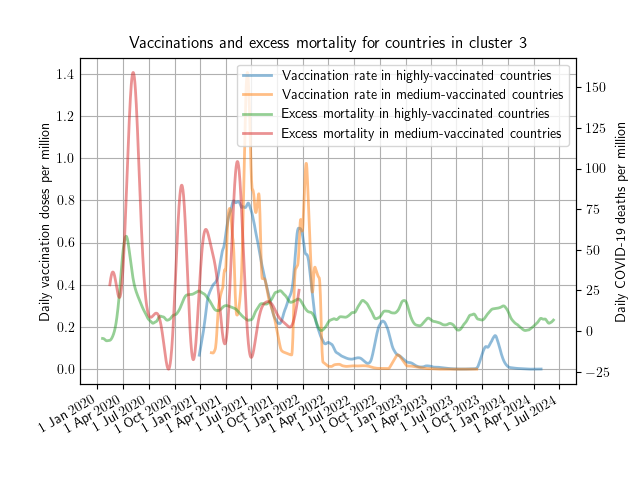 Vaccinations and excess mortality for countries in cluster 3
Vaccination rate in highly-vaccinated countries
Vaccination rate in medium-vaccinated countries
Excess mortality in highly-vaccinated countries
Excess mortality in medium-vaccinated countries
Daily vaccination doses per million
1.4
1.2
1.0
0.8
0.6
0.4
0.2
0.0
150
125
100
75
50
25
0
−25
Daily COVID-19 deaths per million
1 Jan 2020
1 Apr 2020
1 Jul 2020
1 Oct 2020
1 Jan 2021
1 Apr 2021
1 Jul 2021
1 Oct 2021
1 Jan 2022
1 Apr 2022
1 Jul 2022
1 Oct 2022
1 Jan 2023
1 Apr 2023
1 Jul 2023
1 Oct 2023
1 Jan 2024
1 Apr 2024
1 Jul 2024